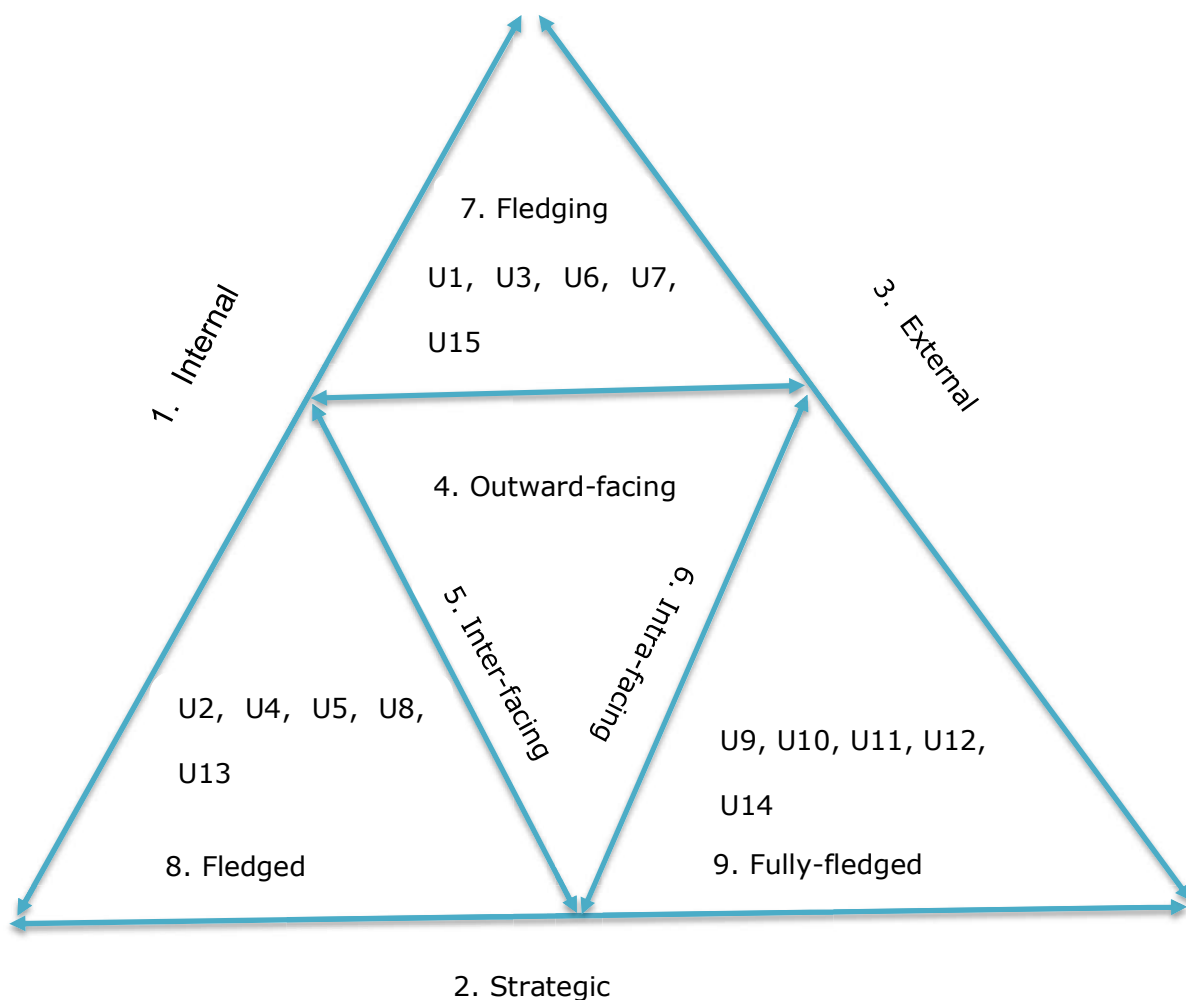 7. Fledging
U1, U3, U6, U7,
U15
1. Internal
3. External
4. Outward-facing
5. Inter-facing
6. Intra-facing
U2, U4, U5, U8,
U13
8. Fledged
U9, U10, U11, U12,
U14
9. Fully-fledged
2. Strategic